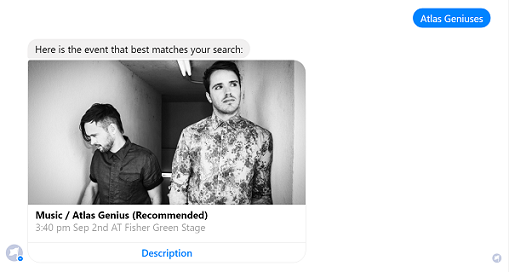 Atlas Geniuses
Here is the event that best matches your search:
Music / Atlas Genius (Recommended)
3:40 pm Sep 2nd AT Fisher Green Stage
Description